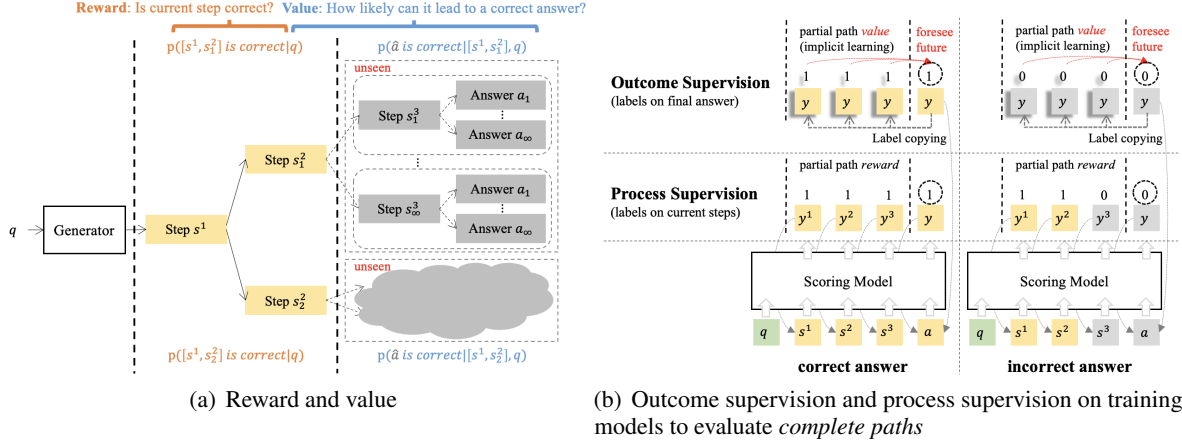 Reward: Is current step correct?
Value: How likely can it lead to a correct answer?
p([s¹, s₁²] is correct|q)
p(â is correct|[s¹, s₁²], q)
unseen
Step s₁³
Answer a₁
⋮
Answer a∞
Step s₁²
⋮
Step s∞³
Answer a₁
⋮
Answer a∞
q
Generator
Step s¹
unseen
Step s₂²
p([s¹, s₂²] is correct|q)
p(â is correct|[s¹, s₂²], q)
(a) Reward and value
partial path value
(implicit learning)
foresee
future
partial path value
(implicit learning)
foresee
future
Outcome Supervision
(labels on final answer)
1 1 1 1
0 0 0 0
y y y y
y y y y
Label copying
Label copying
partial path reward
partial path reward
Process Supervision
(labels on current steps)
1 1 1 1
1 1 0 0
y¹ y² y³ y
y¹ y² y³ y
Scoring Model
Scoring Model
q s¹ s² s³ a
q s¹ s² s³ a
correct answer
incorrect answer
(b) Outcome supervision and process supervision on training
models to evaluate complete paths